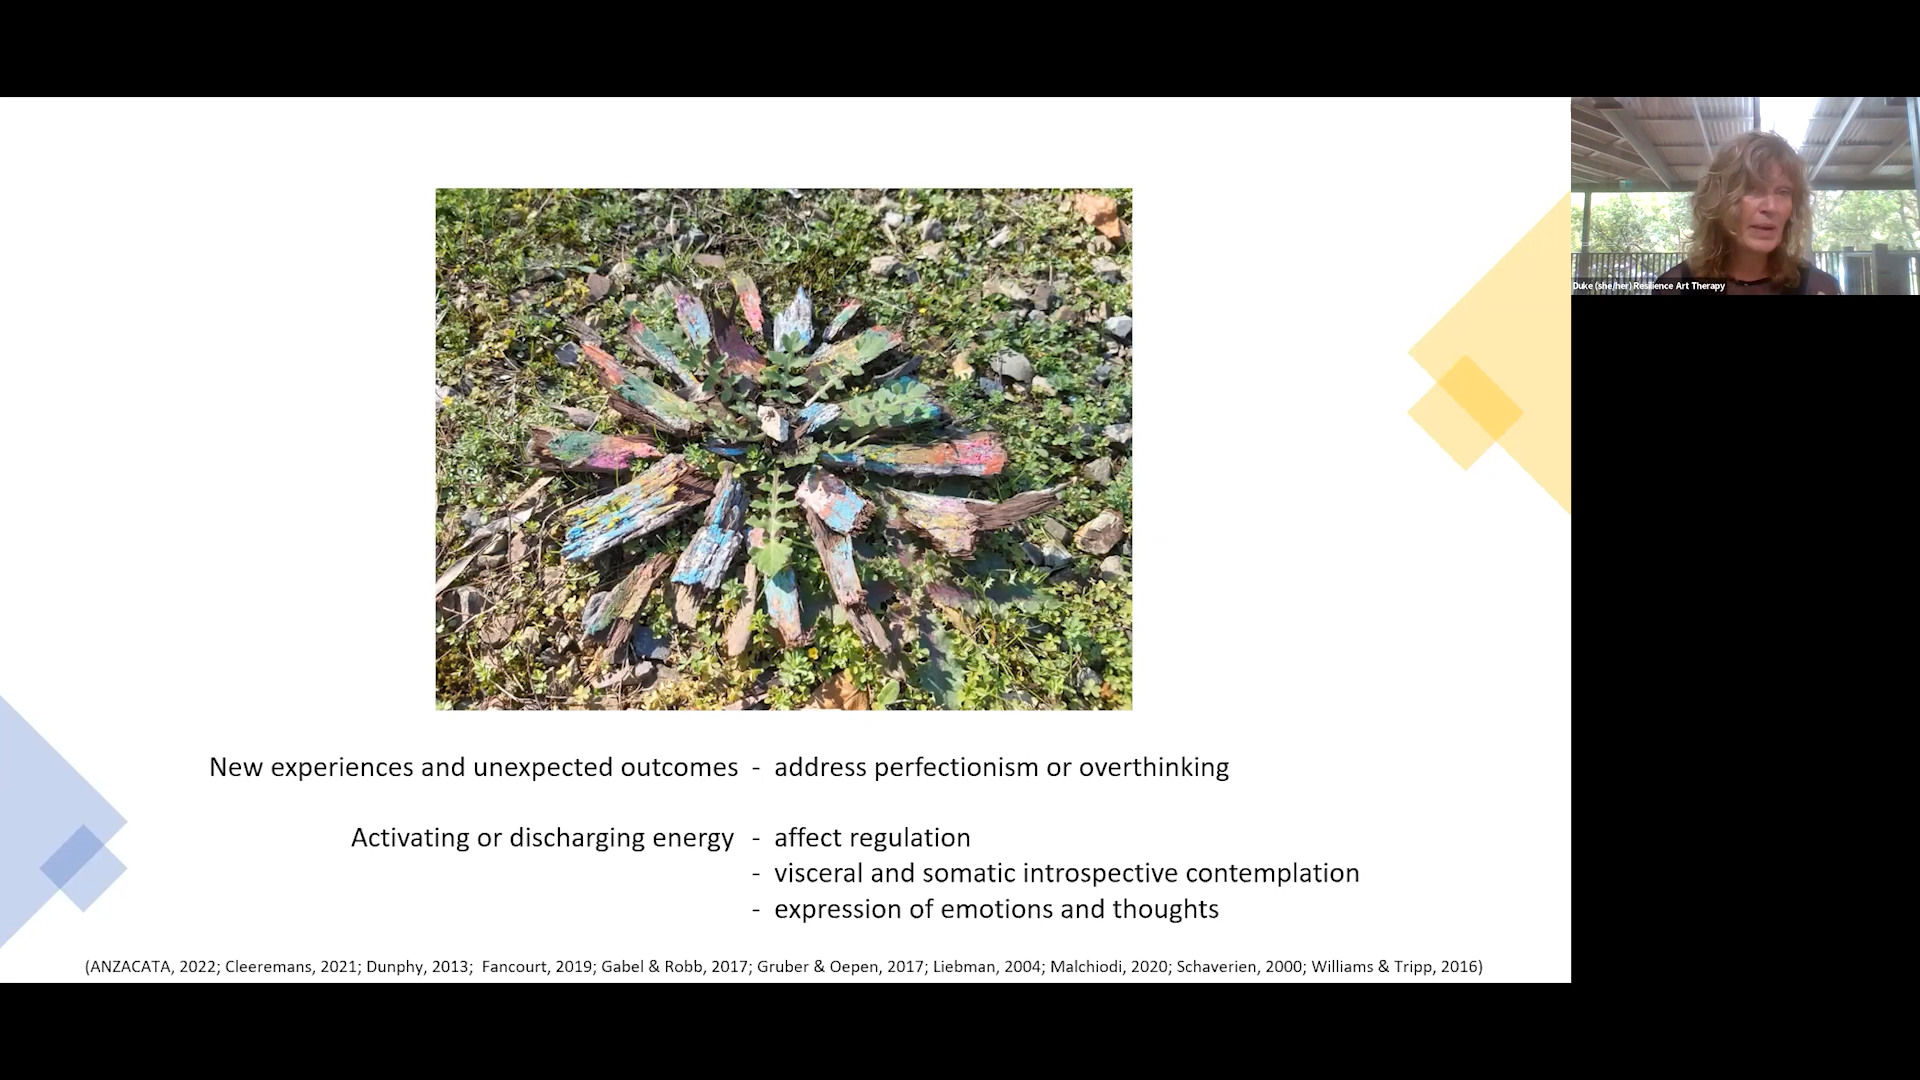 Duke (she/her) Resilience Art Therapy
New experiences and unexpected outcomes - address perfectionism or overthinking
Activating or discharging energy - affect regulation
- visceral and somatic introspective contemplation
- expression of emotions and thoughts
(ANZACATA, 2022; Cleeremans, 2021; Dunphy, 2013; Fancourt, 2019; Gabel & Robb, 2017; Gruber & Oepen, 2017; Liebman, 2004; Malchiodi, 2020; Schaverien, 2000; Williams & Tripp, 2016)